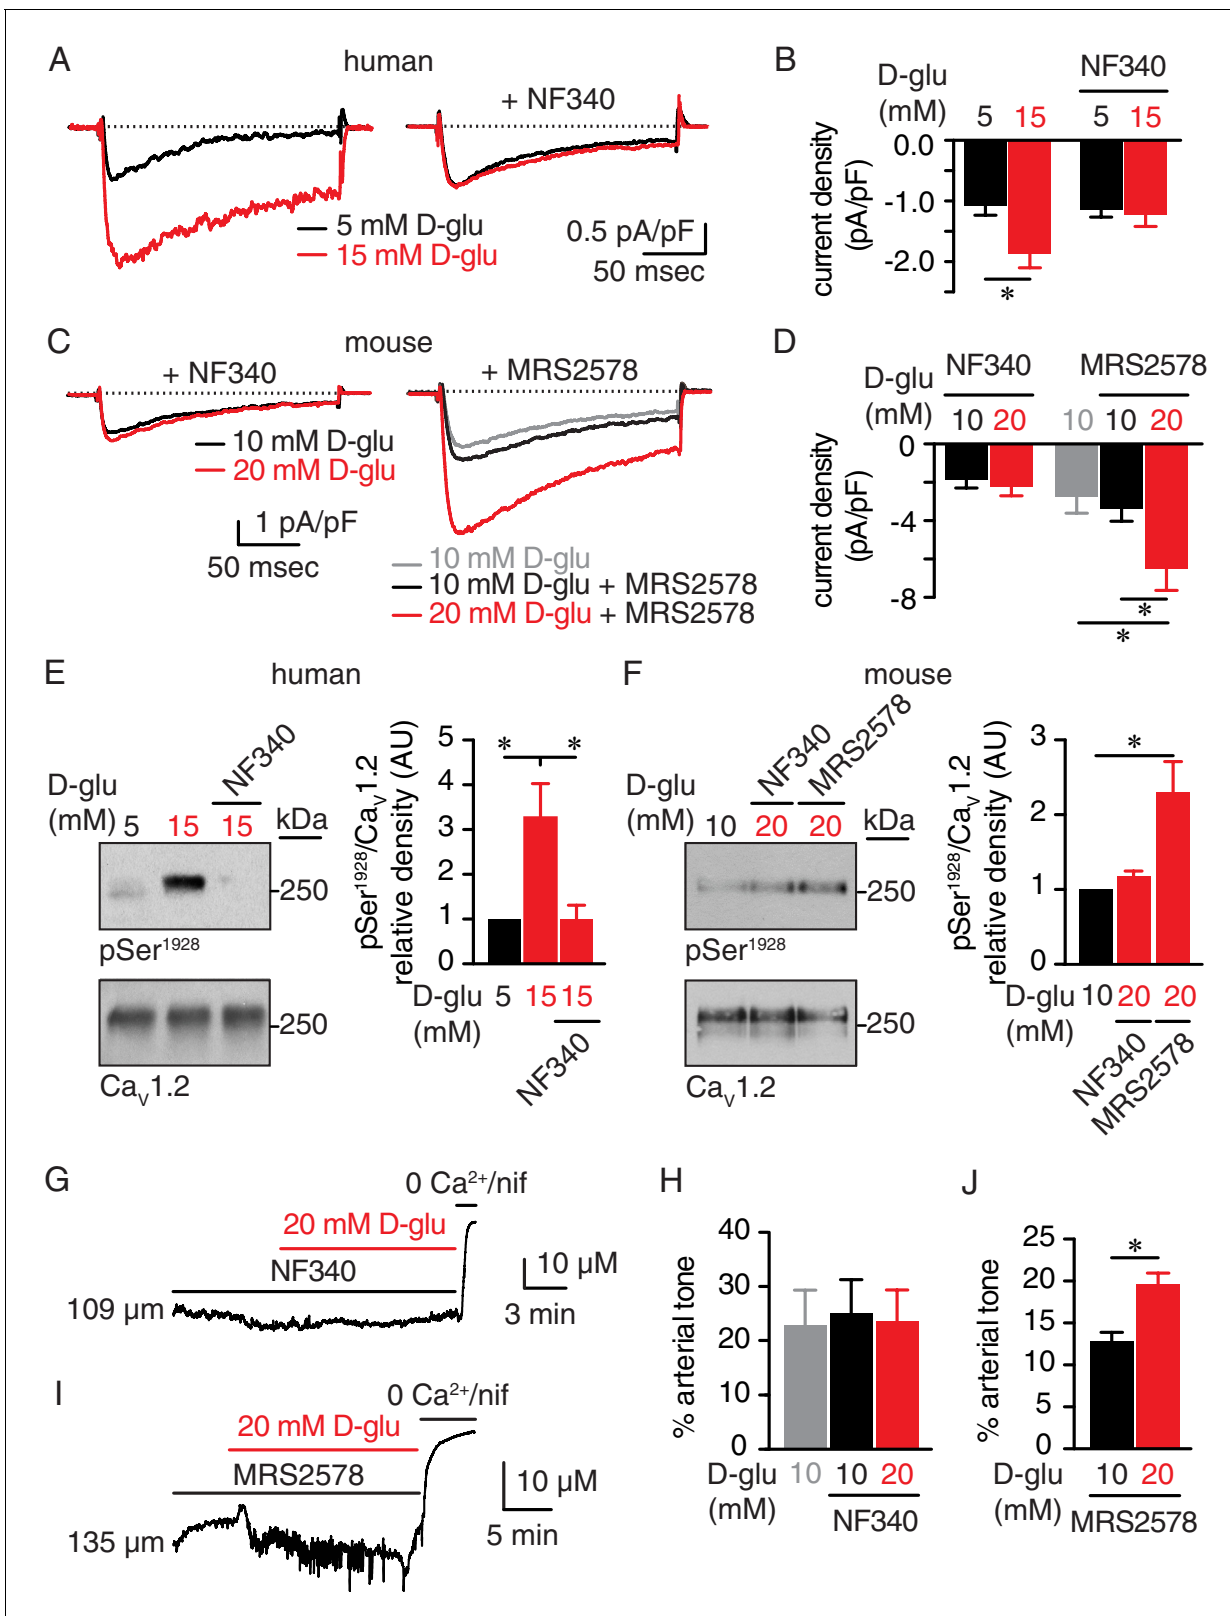 A
human
+ NF340
5 mM D-glu
15 mM D-glu
0.5 pA/pF
50 msec
B
NF340
D-glu
(mM)
5 15 5 15
0.0
-1.0
-2.0
current density
(pA/pF)
*
C
mouse
+ NF340
+ MRS2578
10 mM D-glu
20 mM D-glu
1 pA/pF
50 msec
10 mM D-glu
10 mM D-glu + MRS2578
20 mM D-glu + MRS2578
D
NF340 MRS2578
D-glu
(mM)
10 20 10 10 20
0
-4
-8
current density
(pA/pF)
*
*
E
human
NF340
D-glu
(mM)
5 15 15
kDa
-250
pSer¹⁹²⁸
-250
Caᵥ1.2
pSer¹⁹²⁸/Caᵥ1.2
relative density (AU)
5
4
3
2
1
0
* *
D-glu
(mM)
5 15 15
NF340
F
mouse
NF340
MRS2578
D-glu
(mM)
10 20 20
kDa
-250
pSer¹⁹²⁸
-250
Caᵥ1.2
pSer¹⁹²⁸/Caᵥ1.2
relative density (AU)
3
2
1
0
*
D-glu
(mM)
10 20 20
NF340
MRS2578
G
0 Ca²⁺/nif
20 mM D-glu
NF340
109 µm
10 µM
3 min
H
% arterial tone
40
30
20
10
0
D-glu
(mM)
10 10 20
NF340
I
0 Ca²⁺/nif
20 mM D-glu
MRS2578
135 µm
10 µM
5 min
J
% arterial tone
25
20
15
10
5
0
*
D-glu
(mM)
10 20
MRS2578